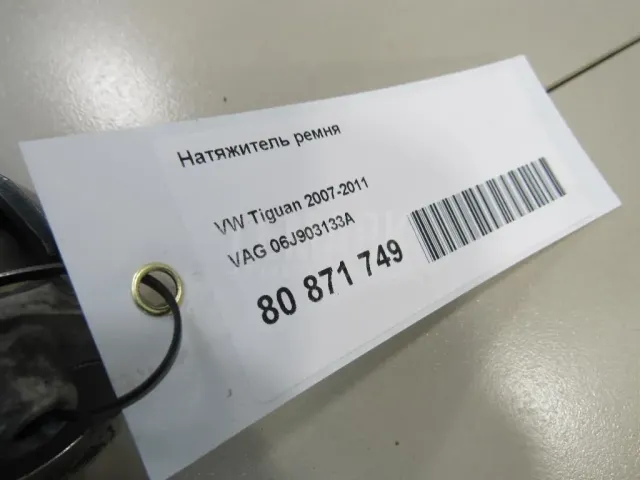 Натяжитель ремня
VW Tiguan 2007-2011
VAG 06J903133A
80 871 749